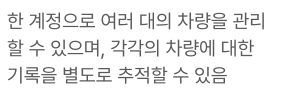 한 계정으로 여러 대의 차량을 관리
할 수 있으며, 각각의 차량에 대한
기록을 별도로 추적할 수 있음